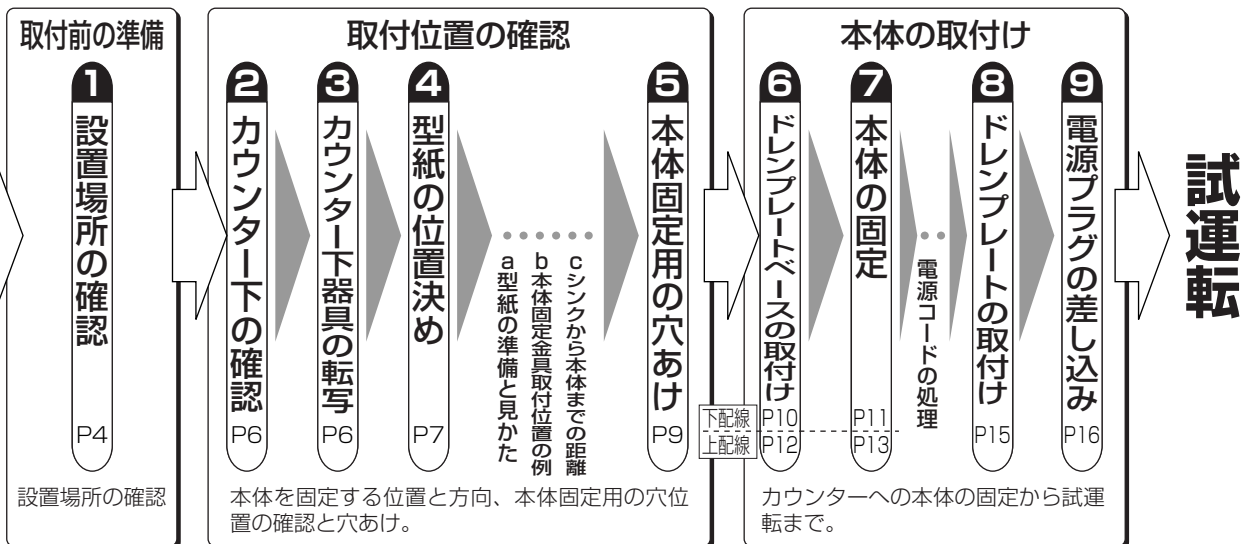 取付前の準備
1
設置場所の確認
P4
設置場所の確認
取付位置の確認
2
カウンター下の確認
P6
3
カウンター下器具の転写
P6
4
型紙の位置決め
P7
a型紙の準備と見かた
b本体固定金具取付位置の例
cシンクから本体までの距離
5
本体固定用の穴あけ
P9
本体を固定する位置と方向、本体固定用の穴位
置の確認と穴あけ。
本体の取付け
6
ドレンプレートベースの取付け
下配線 P10
上配線 P12
7
本体の固定
P11
P13
電源コードの処理
8
ドレンプレートの取付け
P15
9
電源プラグの差し込み
P16
カウンターへの本体の固定から試運
転まで。
試運転